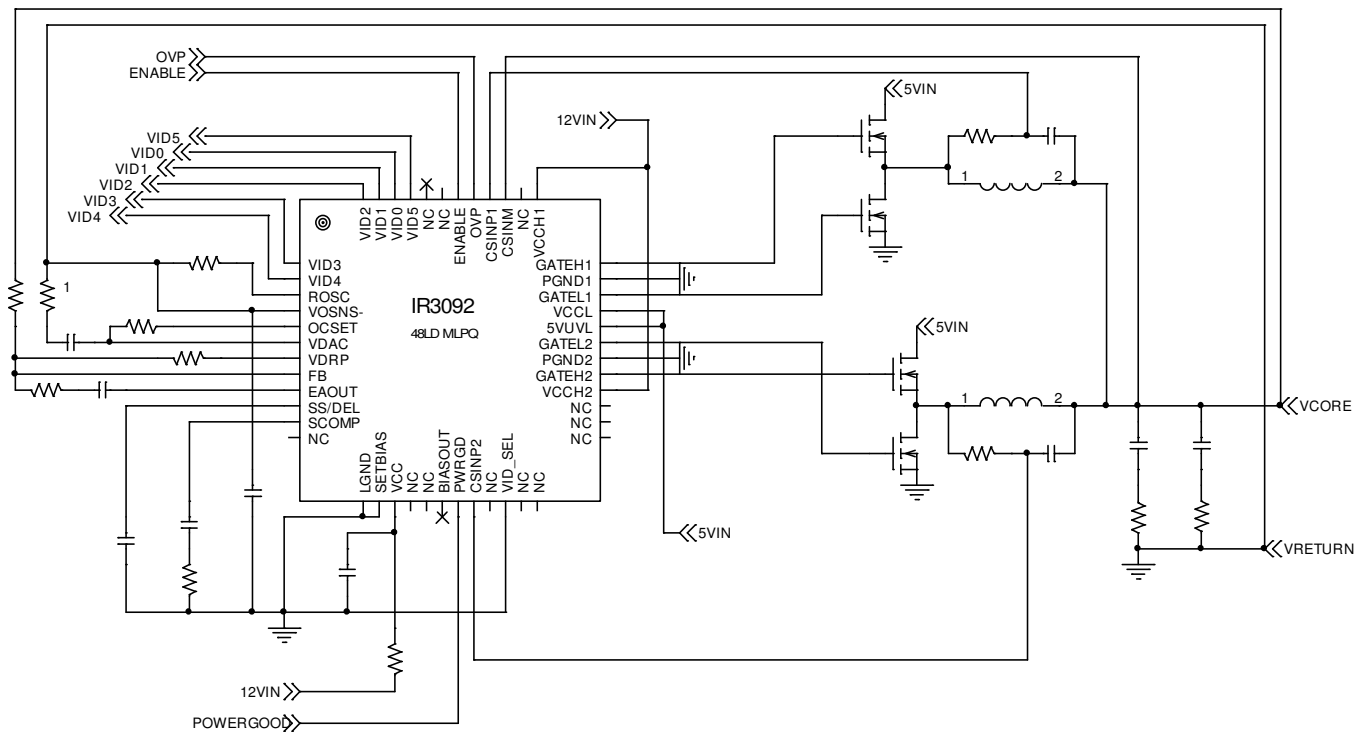 OVP
ENABLE
5VIN
12VIN
VID5
VID0
VID1
VID2
VID3
VID4
VID2
VID1
VID0
VID5
NC
NC
ENABLE
OVP
CSINP1
CSINM
NC
VCCH1
1
2
VID3
VID4
ROSC
VOSNS-
OCSET
VDAC
VDRP
FB
EAOUT
SS/DEL
SCOMP
NC
1
IR3092
48LD MLPQ
GATEH1
PGND1
GATEL1
VCCL
5VUVL
GATEL2
PGND2
GATEH2
VCCH2
NC
NC
NC
5VIN
1
2
VCORE
LGND
SETBIAS
VCC
NC
NC
BIASOUT
PWRGD
CSINP2
NC
VID_SEL
NC
NC
5VIN
VRETURN
12VIN
POWERGOOD